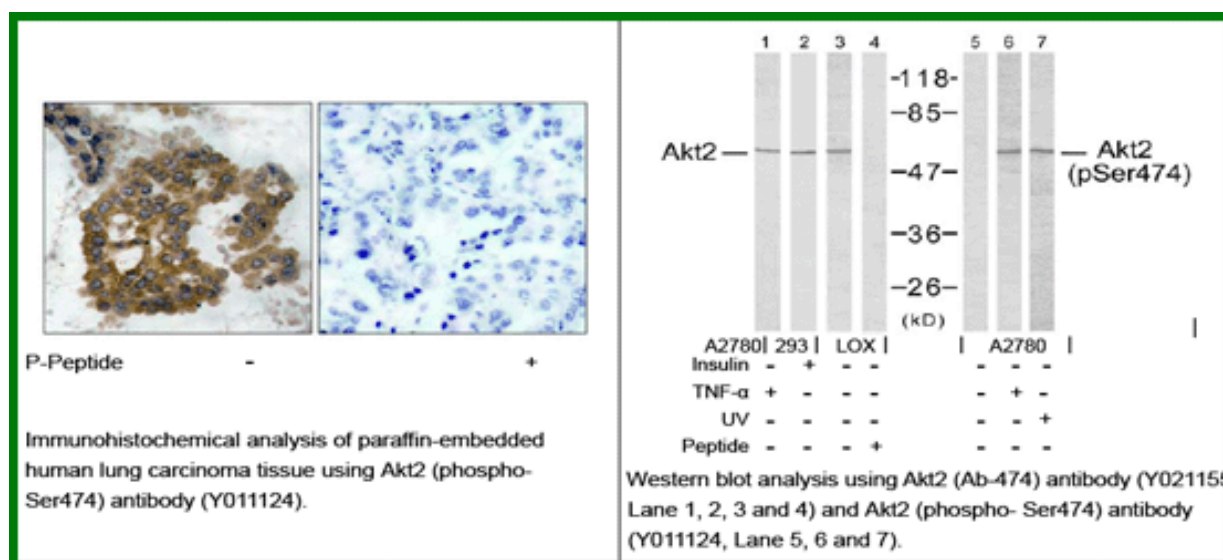 P-Peptide - +
Immunohistochemical analysis of paraffin-embedded
human lung carcinoma tissue using Akt2 (phospho-
Ser474) antibody (Y011124).
1 2 3 4 5 6 7
-118-
-85-
Akt2 — — Akt2
(pSer474)
-47-
-36-
-26-
(kD)
A2780| 293 | LOX | | A2780 |
Insulin - + - - - - -
TNF-α + - - - - + -
UV - - - - - - +
Peptide - - - + - - -
Western blot analysis using Akt2 (Ab-474) antibody (Y021155
Lane 1, 2, 3 and 4) and Akt2 (phospho- Ser474) antibody
(Y011124, Lane 5, 6 and 7).